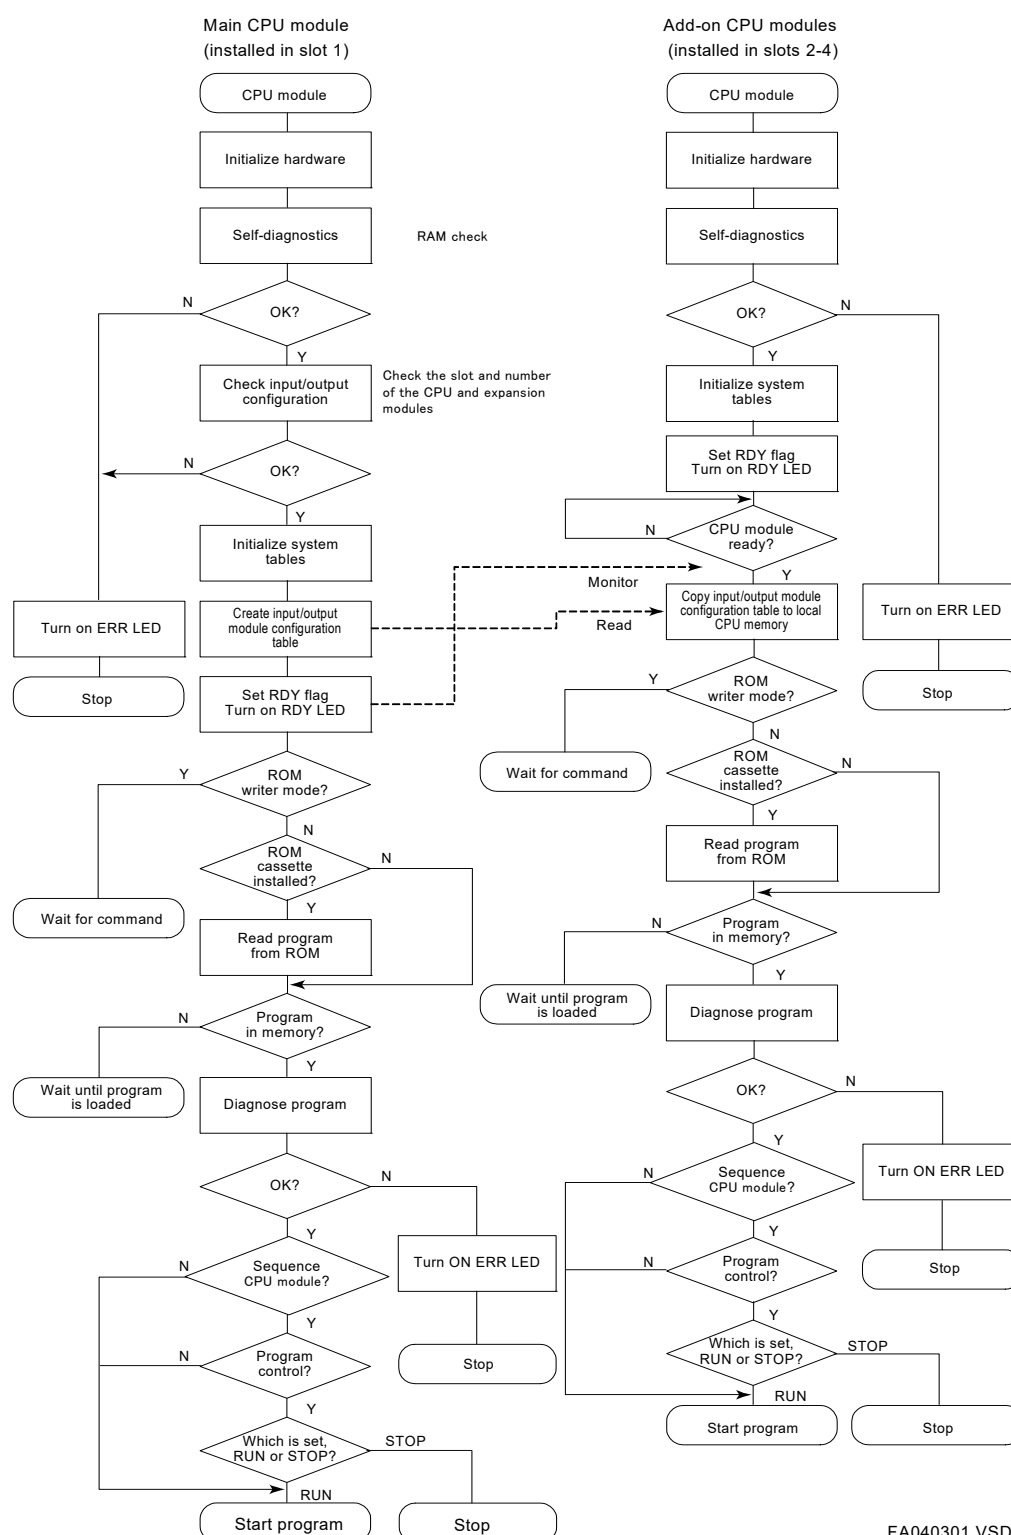 Main CPU module
(installed in slot 1)
CPU module
Initialize hardware
Self-diagnostics
RAM check
N
OK?
Y
Check input/output
configuration
Check the slot and number
of the CPU and expansion
modules
N
OK?
Y
Initialize system
tables
Turn on ERR LED
Stop
Create input/output
module configuration
table
Set RDY flag
Turn on RDY LED
Y
ROM
writer mode?
N
Wait for command
ROM
cassette
installed?
N
Y
Read program
from ROM
N
Program
in memory?
Y
Wait until program
is loaded
Diagnose program
OK?
N
Y
Turn ON ERR LED
Stop
N
Sequence
CPU module?
Y
N
Program
control?
Y
Which is set,
RUN or STOP?
STOP
RUN
Start program
Stop
Monitor
Read
Add-on CPU modules
(installed in slots 2-4)
CPU module
Initialize hardware
Self-diagnostics
OK?
N
Y
Initialize system
tables
Set RDY flag
Turn on RDY LED
N
CPU module
ready?
Y
Copy input/output module
configuration table to local
CPU memory
Turn on ERR LED
Stop
Y
ROM
writer mode?
N
Wait for command
ROM
cassette
installed?
N
Y
Read program
from ROM
N
Program
in memory?
Y
Wait until program
is loaded
Diagnose program
OK?
N
Y
Turn ON ERR LED
Stop
N
Sequence
CPU module?
Y
N
Program
control?
Y
Which is set,
RUN or STOP?
STOP
RUN
Start program
Stop
FA040301.VSD